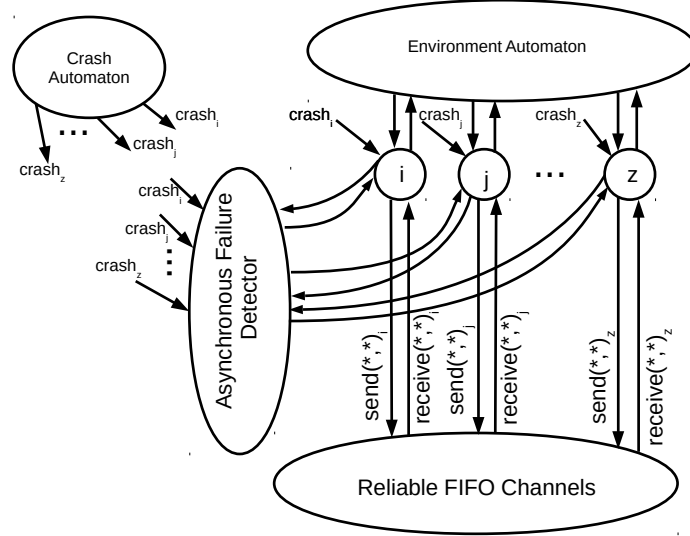 Crash
Automaton
Environment Automaton
crash_i
crash_j
crash_z
...
crash_i
crash_j
crash_z
...
i
j
...
z
crash_i
crash_j
crash_z
...
Asynchronous Failure
Detector
send(*,*)_i
receive(*,*)_i
send(*,*)_j
receive(*,*)_j
send(*,*)_z
receive(*,*)_z
Reliable FIFO Channels